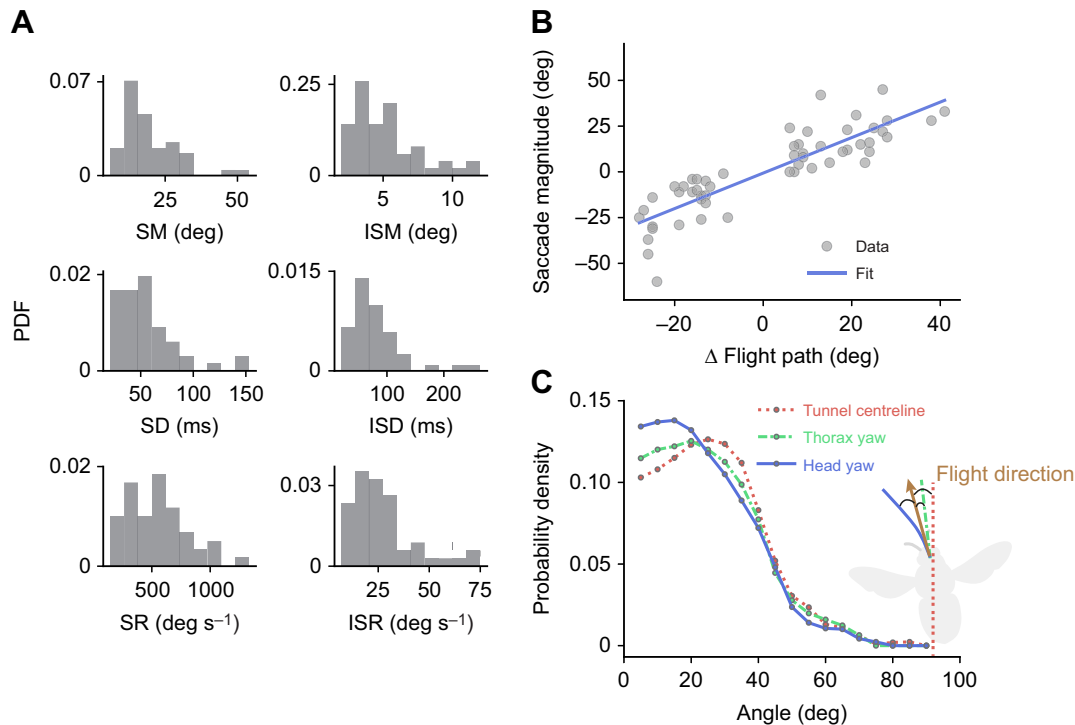 A
PDF
0.07
0
25
50
SM (deg)
0.25
0
5
10
ISM (deg)
0.02
0
50
100
150
SD (ms)
0.015
0
100
200
ISD (ms)
0.02
0
500
1000
SR (deg s–1)
0.03
0
25
50
75
ISR (deg s–1)
B
Saccade magnitude (deg)
50
25
0
–25
–50
Data
Fit
–20
0
20
40
Δ Flight path (deg)
C
Probability density
0.15
0.10
0.05
0
Tunnel centreline
Thorax yaw
Head yaw
Flight direction
0
20
40
60
80
100
Angle (deg)